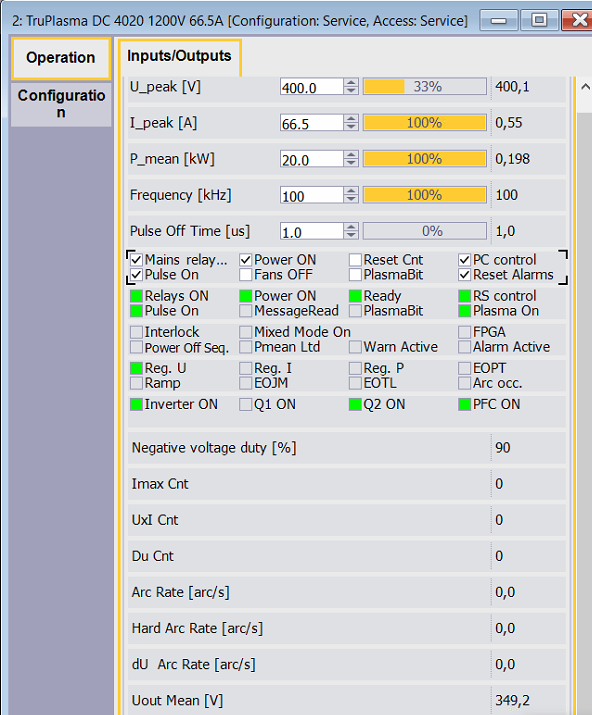 2: TruPlasma DC 4020 1200V 66.5A [Configuration: Service, Access: Service]
Operation
Configuratio
n
Inputs/Outputs
U_peak [V] 400.0 33% 400,1
I_peak [A] 66.5 100% 0,55
P_mean [kW] 20.0 100% 0,198
Frequency [kHz] 100 100% 100
Pulse Off Time [us] 1.0 0% 1,0
Mains relay... Power ON Reset Cnt PC control
Pulse On Fans OFF PlasmaBit Reset Alarms
Relays ON Power ON Ready RS control
Pulse On MessageRead PlasmaBit Plasma On
Interlock Mixed Mode On FPGA
Power Off Seq. Pmean Ltd Warn Active Alarm Active
Reg. U Reg. I Reg. P EOPT
Ramp EOJM EOTL Arc occ.
Inverter ON Q1 ON Q2 ON PFC ON
Negative voltage duty [%] 90
Imax Cnt 0
UxI Cnt 0
Du Cnt 0
Arc Rate [arc/s] 0,0
Hard Arc Rate [arc/s] 0,0
dU Arc Rate [arc/s] 0,0
Uout Mean [V] 349,2